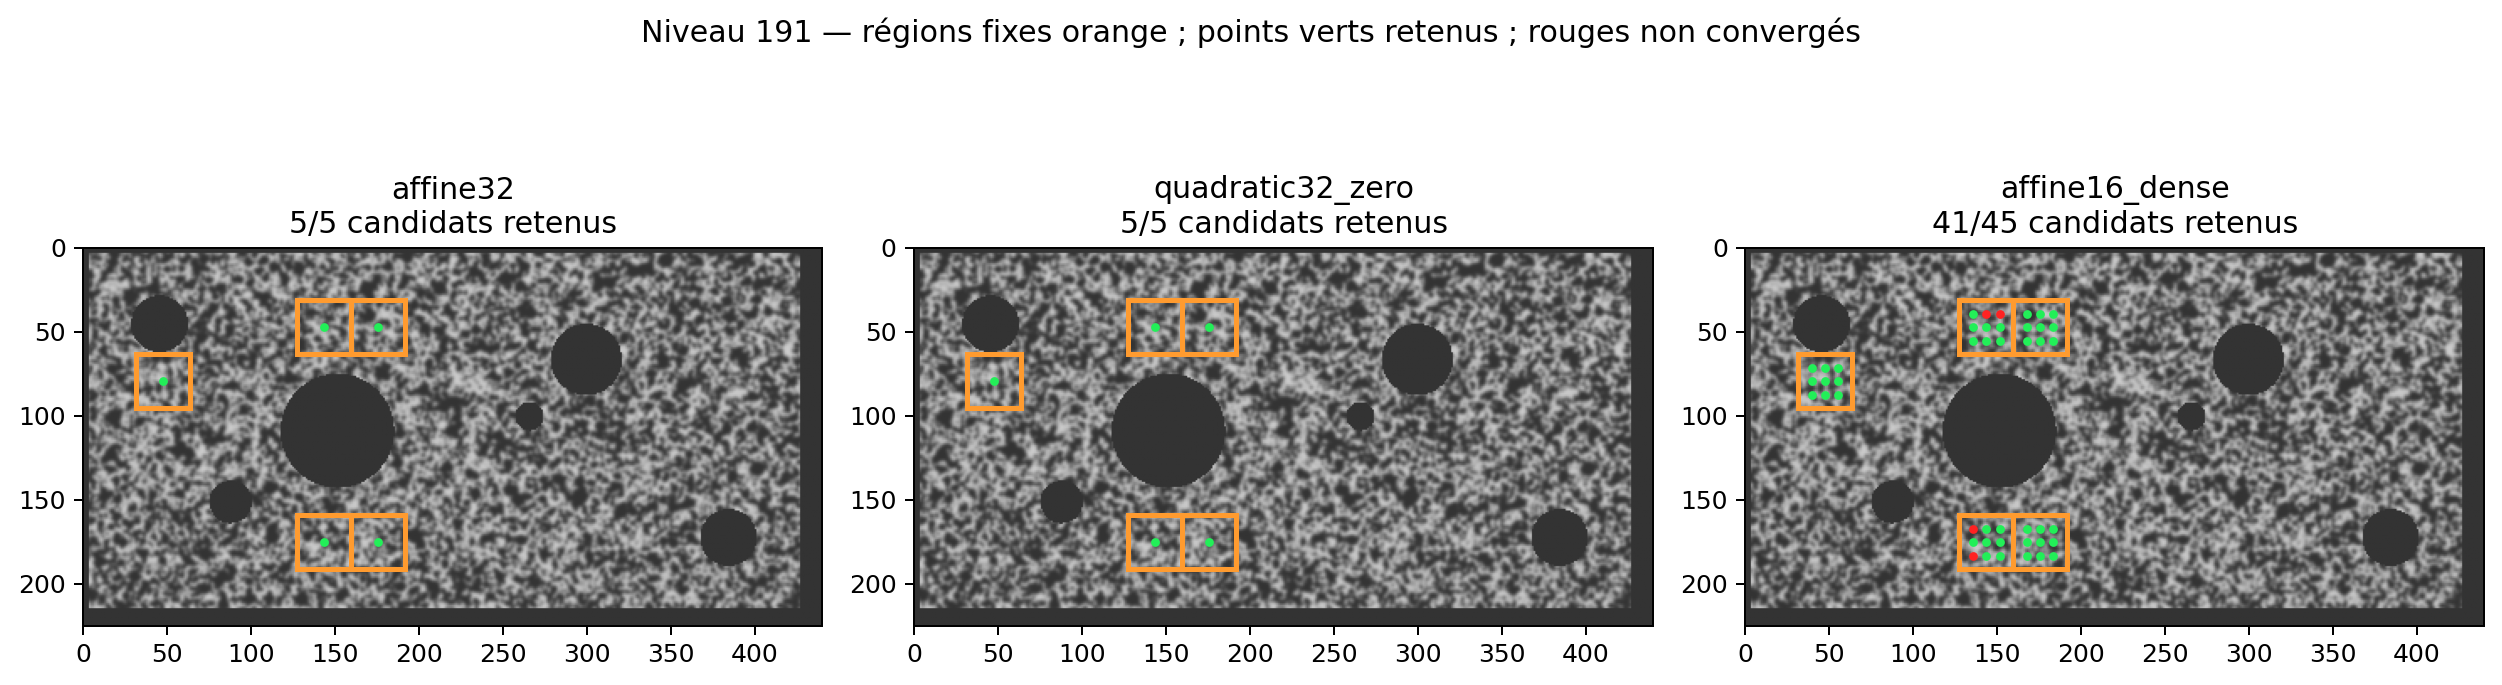 Niveau 191 — régions fixes orange ; points verts retenus ; rouges non convergés
affine32
5/5 candidats retenus
0
50
100
150
200
0 50 100 150 200 250 300 350 400
quadratic32_zero
5/5 candidats retenus
0
50
100
150
200
0 50 100 150 200 250 300 350 400
affine16_dense
41/45 candidats retenus
0
50
100
150
200
0 50 100 150 200 250 300 350 400